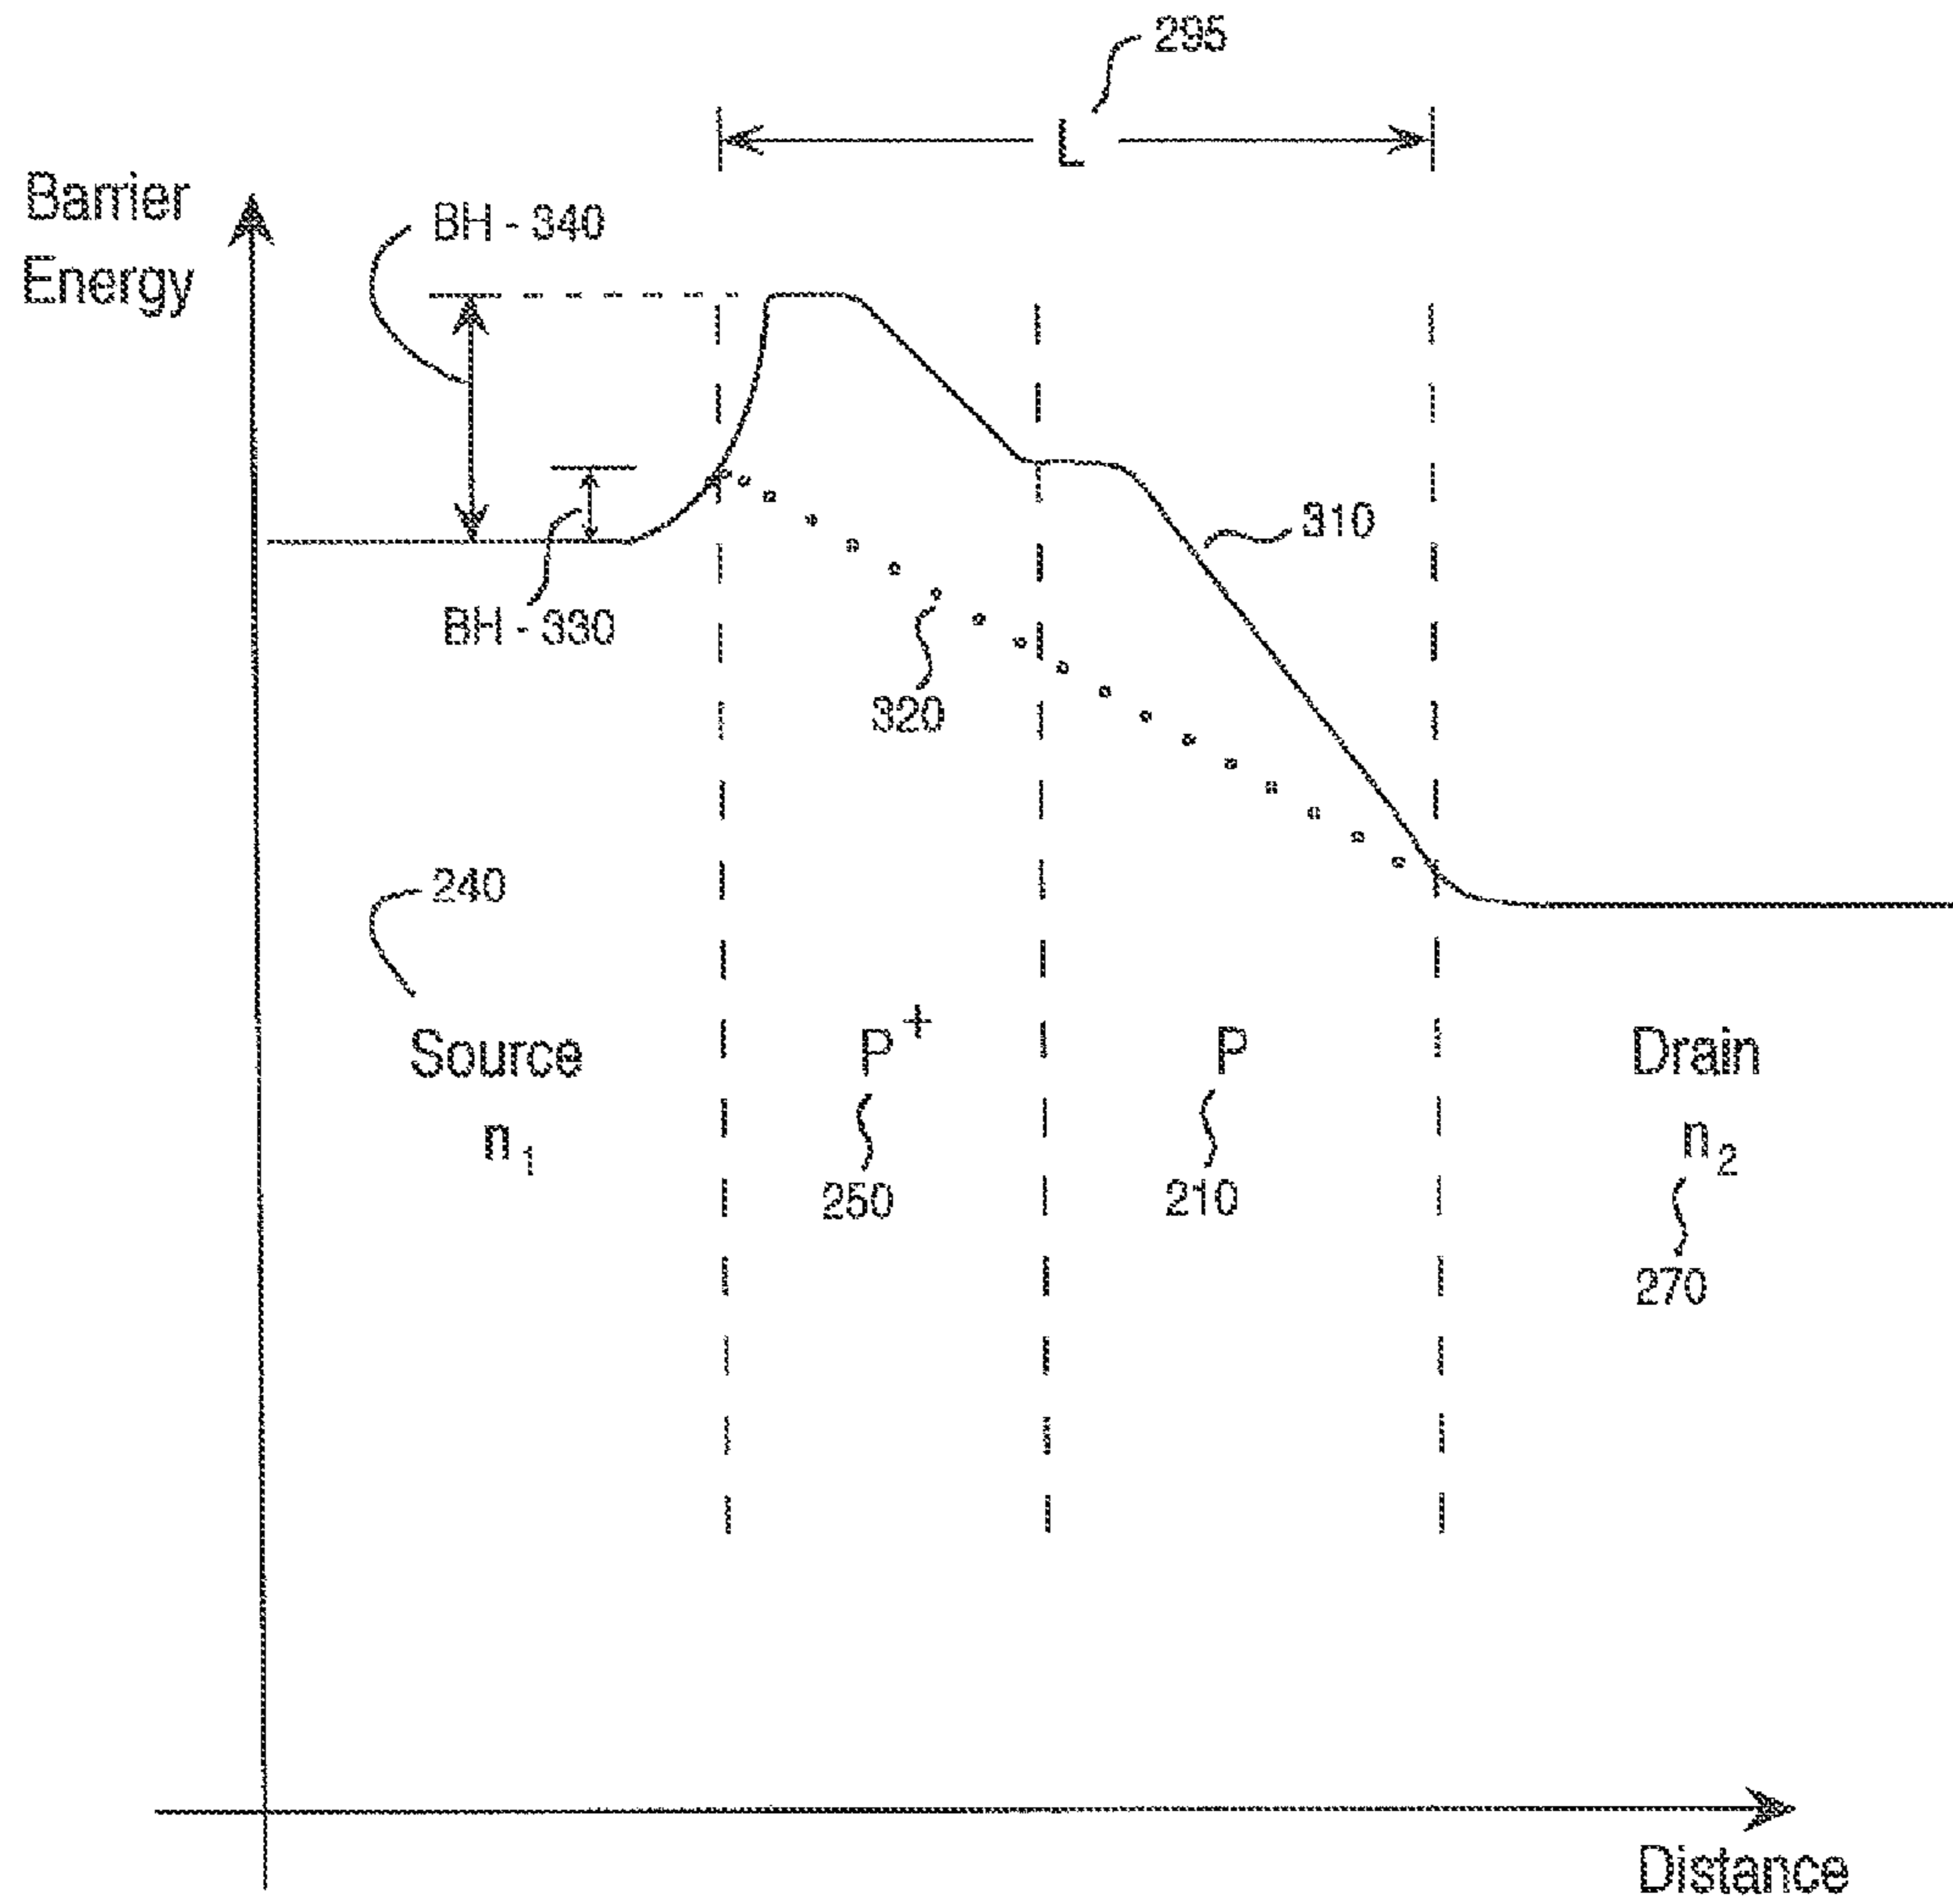 295
L
Barrier
Energy
BH - 340
310
BH - 330
320
240
Source
n₁
P⁺
250
P
210
Drain
n₂
270
Distance